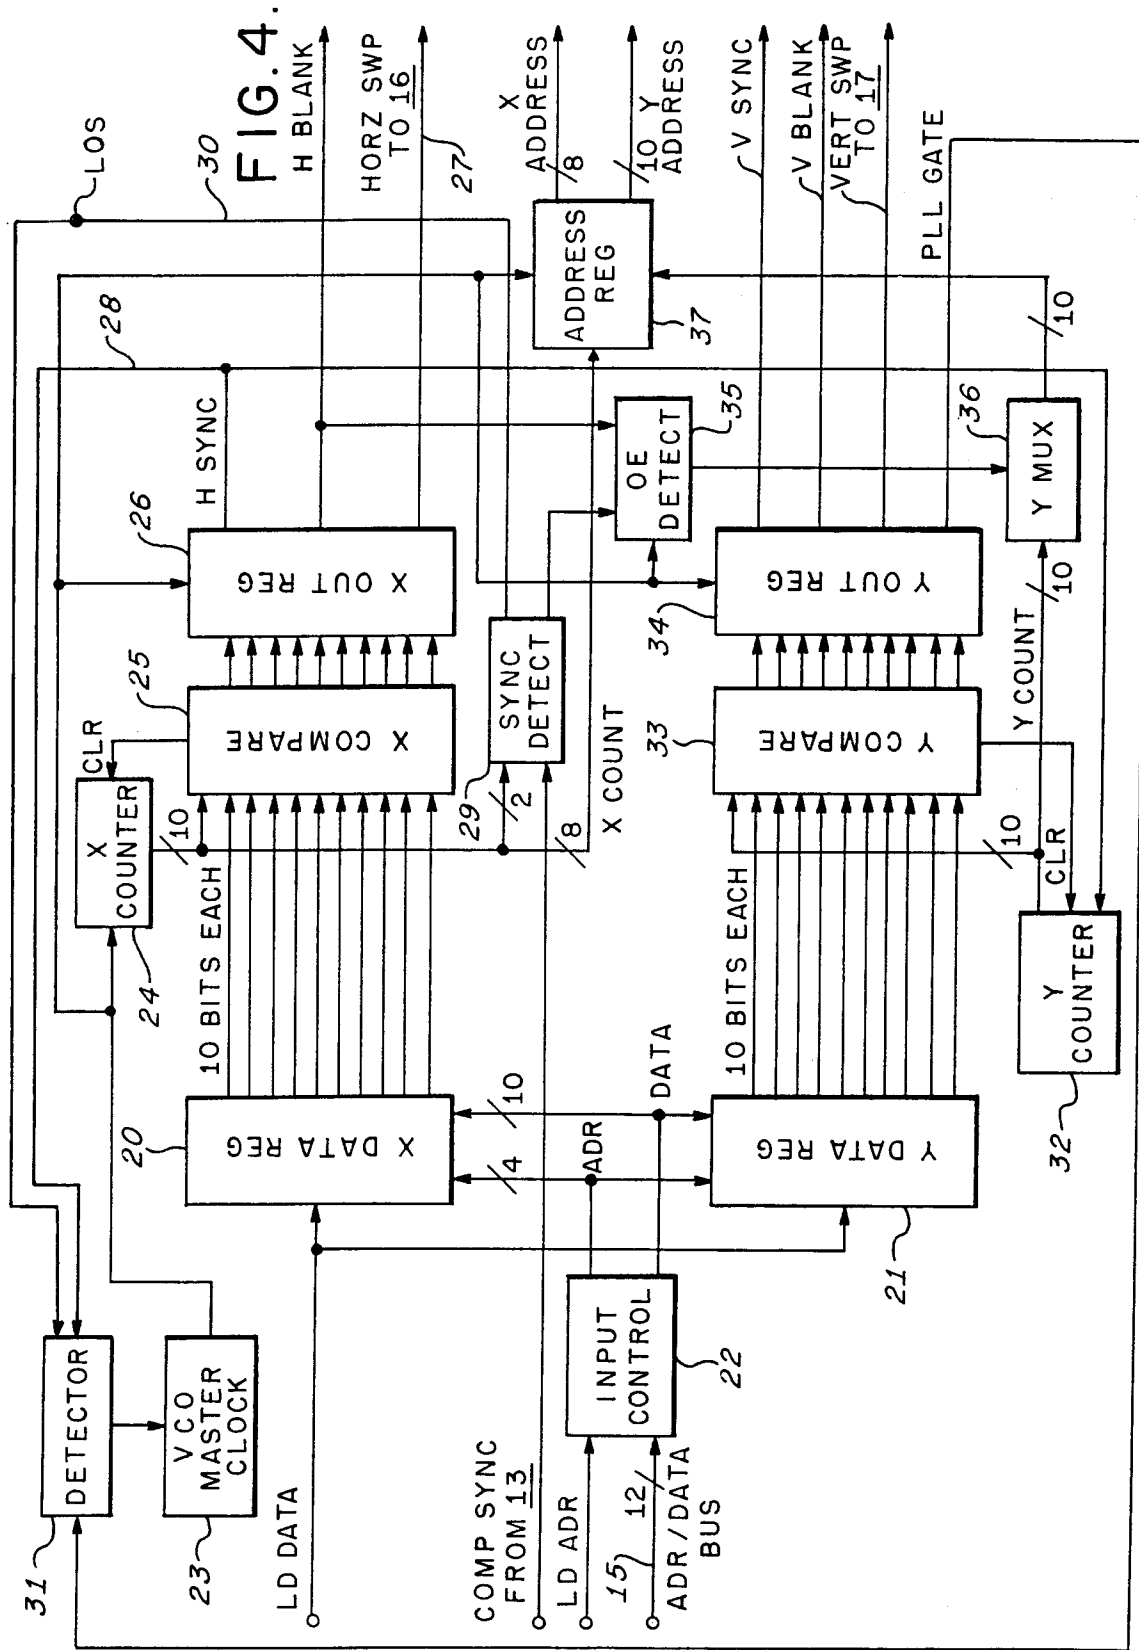 FIG. 4.
LOS
30
28
H BLANK
HORZ SWP
TO 16
27
H SYNC
26
X OUT REG
25
X COMPARE
CLR
X
COUNTER
24
10
10 BITS EACH
20
X DATA REG
31
DETECTOR
23
VCO
MASTER
CLOCK
LD DATA
X
ADDRESS
8
10
Y
ADDRESS
ADDRESS
REG
37
OE
DETECT
35
SYNC
DETECT
29
2
8
X COUNT
10
4
ADR
DATA
COMP SYNC
FROM 13
LD ADR
15
12
ADR/DATA
BUS
INPUT
CONTROL
22
V SYNC
V BLANK
VERT SWP
TO 17
PLL GATE
10
36
Y MUX
10
Y COUNT
34
Y OUT REG
33
Y COMPARE
10
CLR
10 BITS EACH
Y DATA REG
21
Y
COUNTER
32